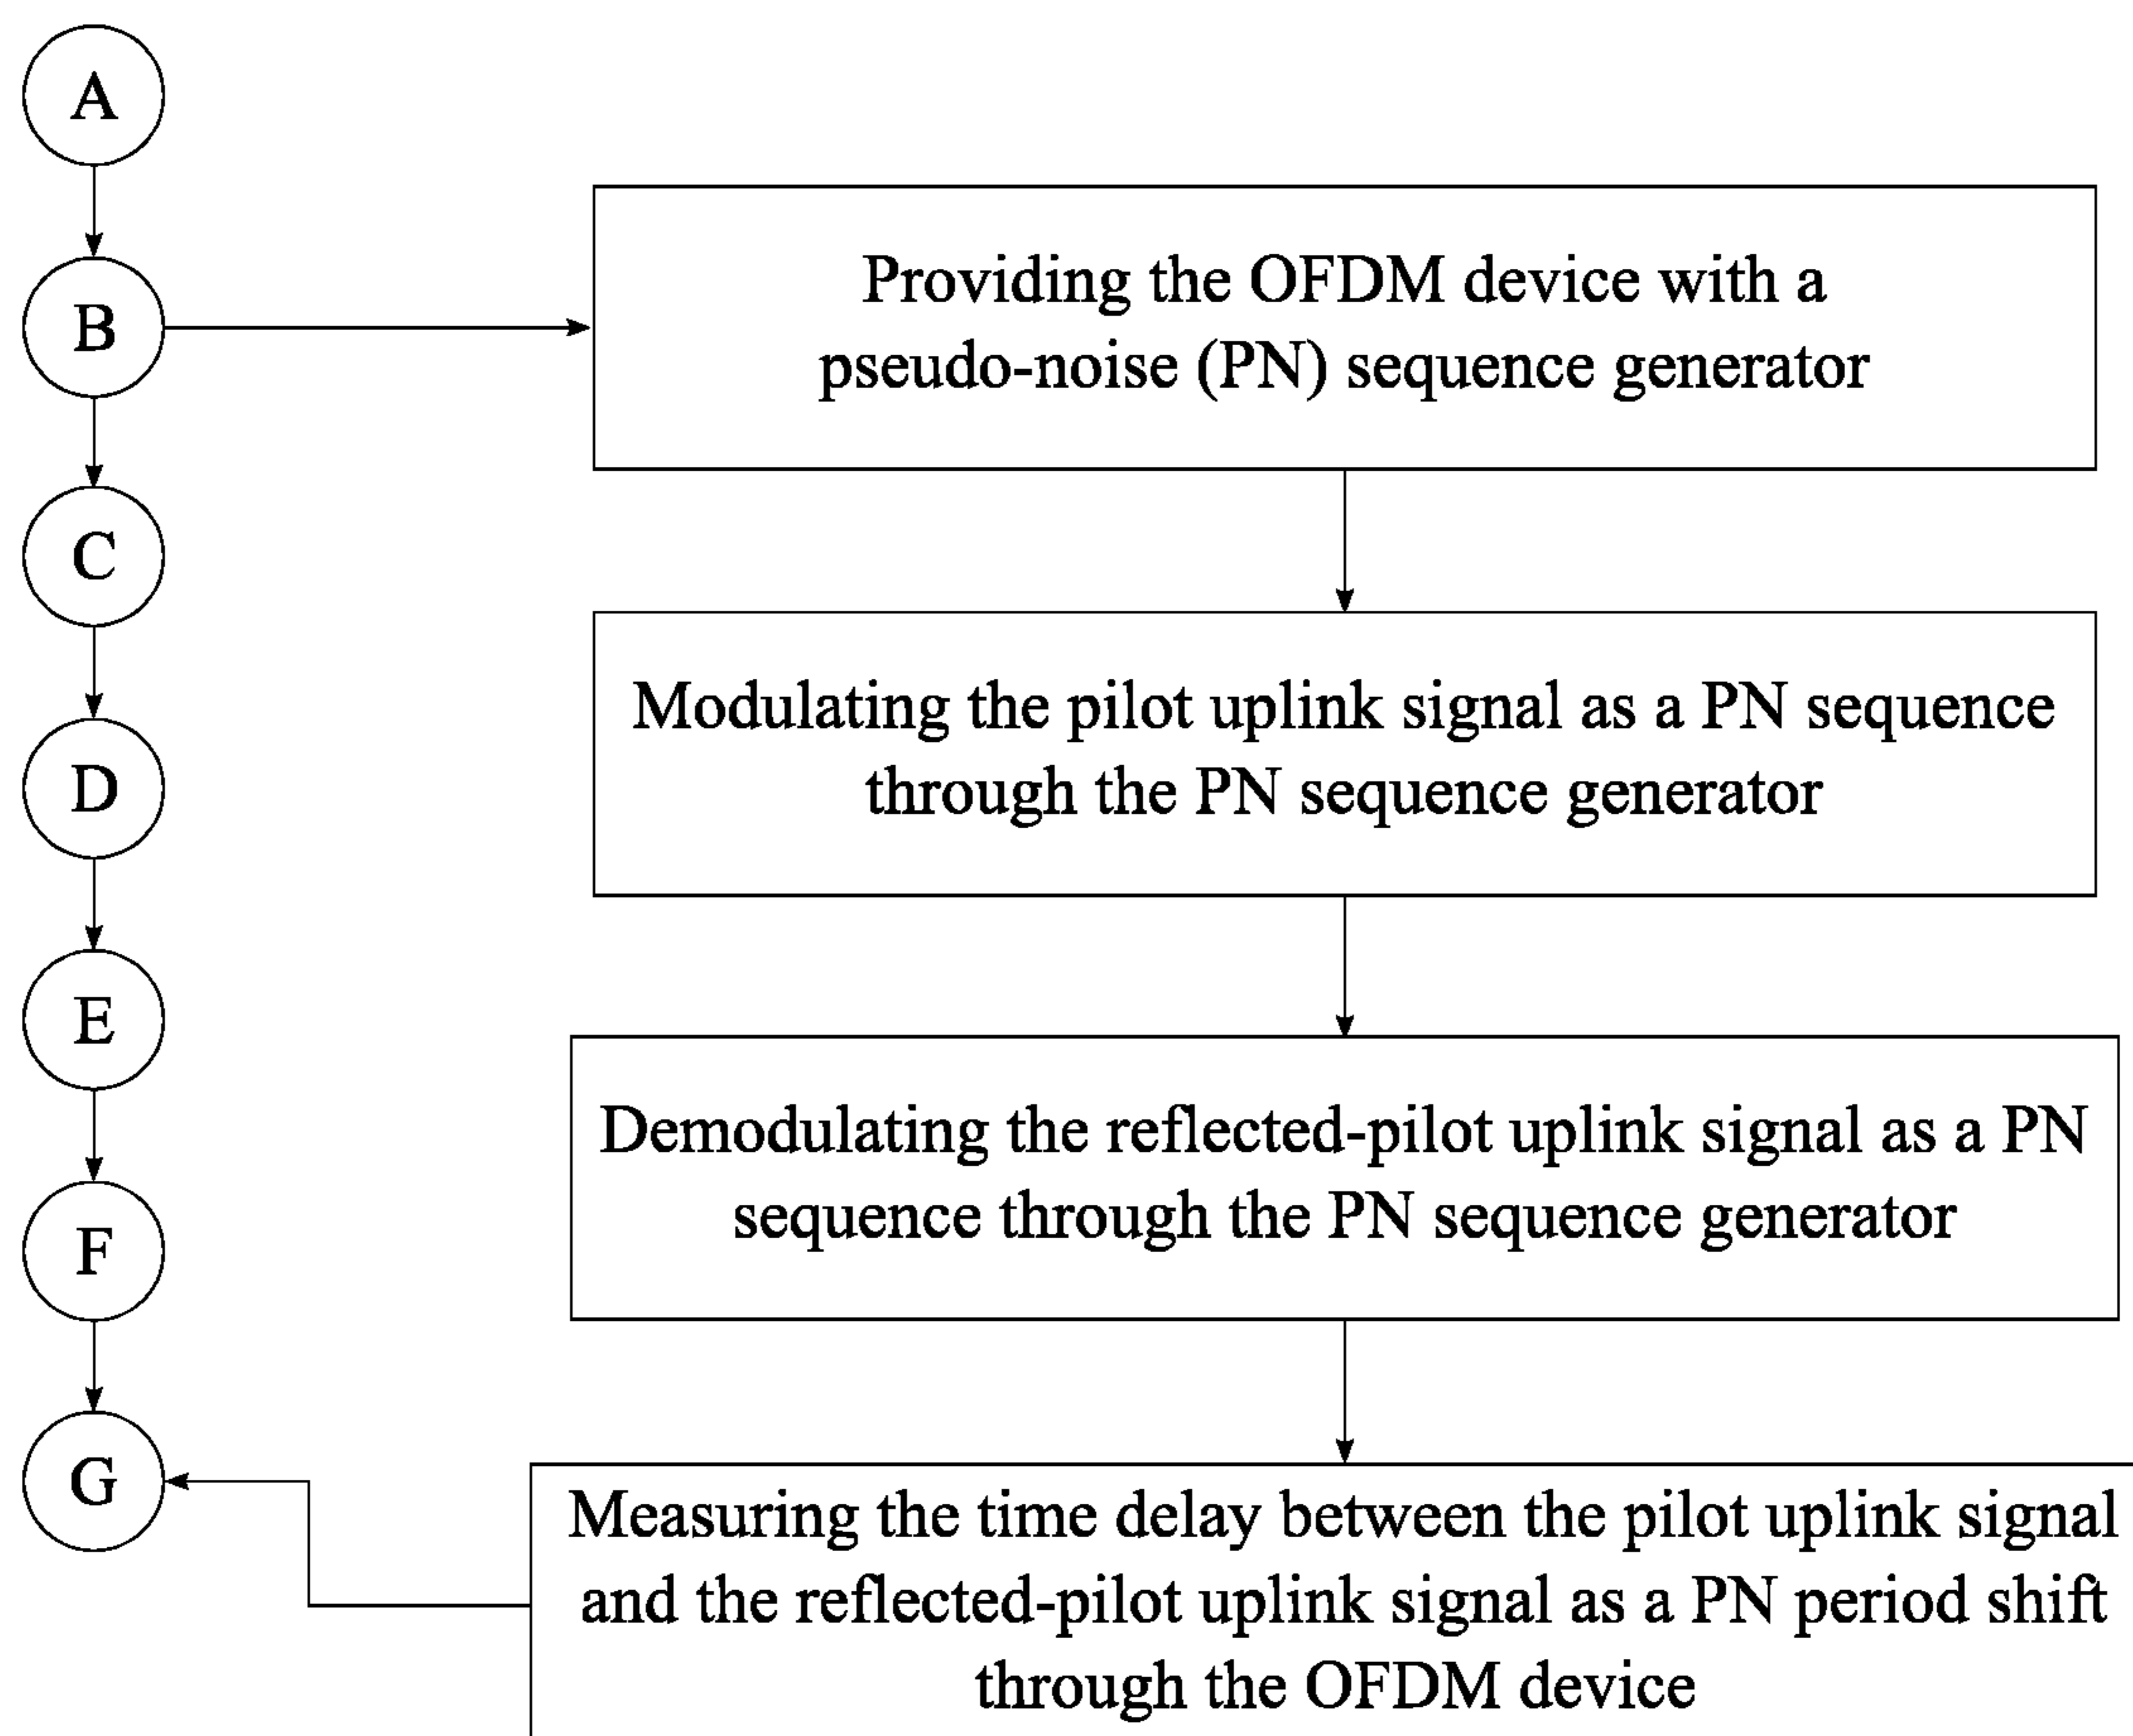 A
B
C
D
E
F
G
Providing the OFDM device with a
pseudo-noise (PN) sequence generator
Modulating the pilot uplink signal as a PN sequence
through the PN sequence generator
Demodulating the reflected-pilot uplink signal as a PN
sequence through the PN sequence generator
Measuring the time delay between the pilot uplink signal
and the reflected-pilot uplink signal as a PN period shift
through the OFDM device